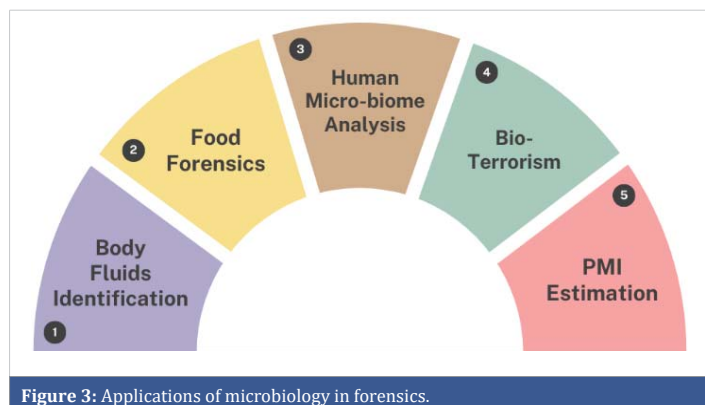 1
Body
Fluids
Identification
2
Food
Forensics
3
Human
Micro-biome
Analysis
4
Bio-
Terrorism
5
PMI
Estimation
Figure 3: Applications of microbiology in forensics.